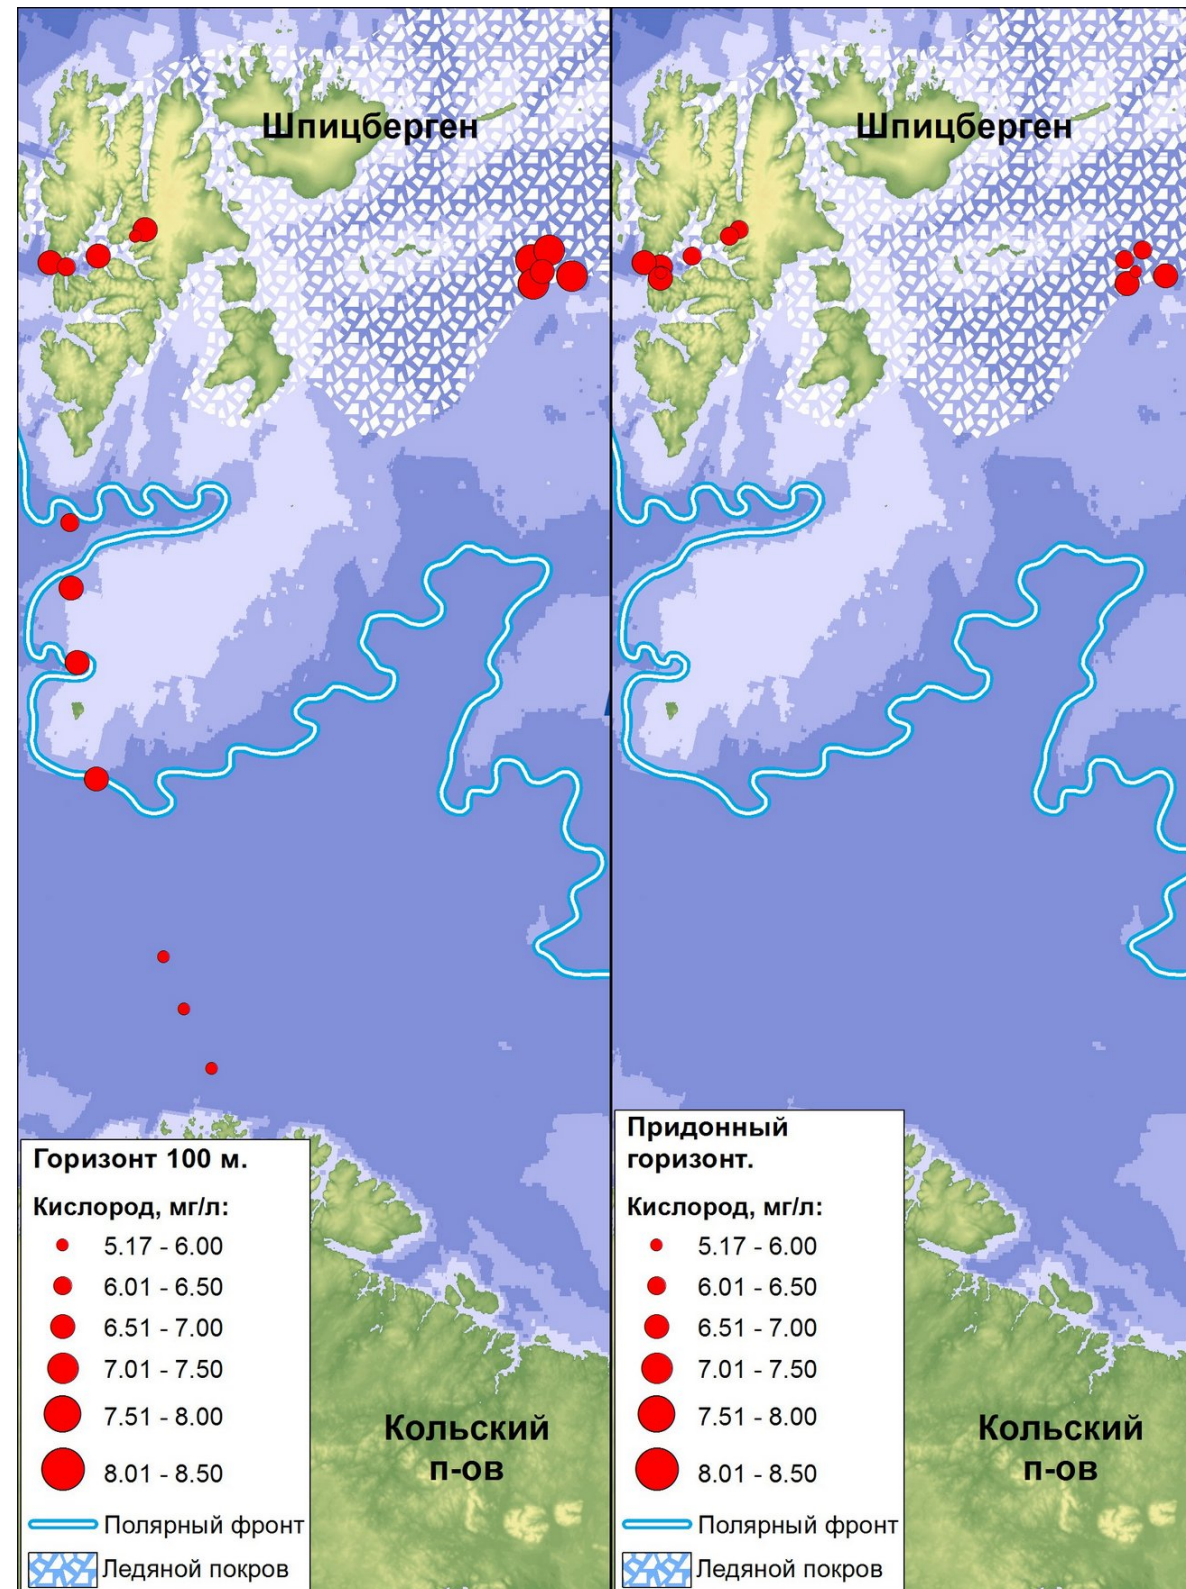 Шпицберген
Горизонт 100 м.
Кислород, мг/л:
5.17 - 6.00
6.01 - 6.50
6.51 - 7.00
7.01 - 7.50
7.51 - 8.00
8.01 - 8.50
Полярный фронт
Ледяной покров
Кольский
п-ов
Шпицберген
Придонный
горизонт.
Кислород, мг/л:
5.17 - 6.00
6.01 - 6.50
6.51 - 7.00
7.01 - 7.50
7.51 - 8.00
8.01 - 8.50
Полярный фронт
Ледяной покров
Кольский
п-ов